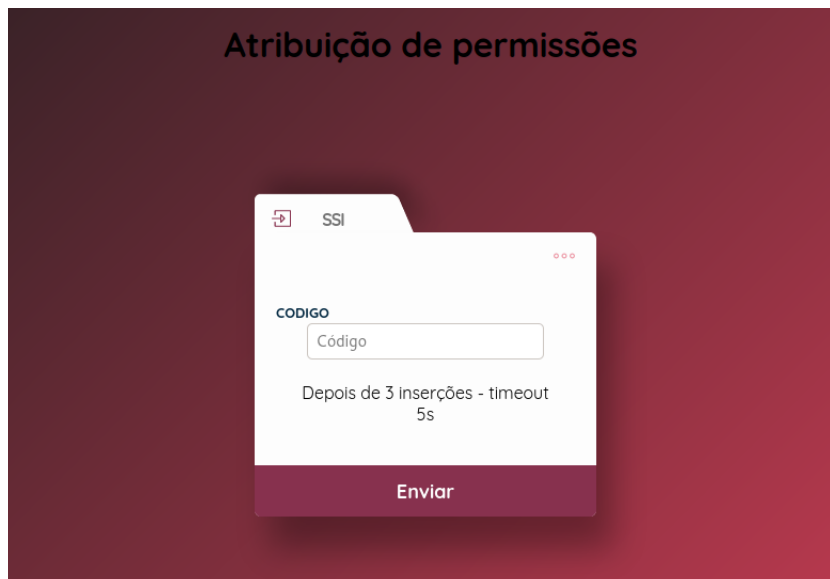 Atribuição de permissões
SSI
CODIGO
Código
Depois de 3 inserções - timeout
5s
Enviar